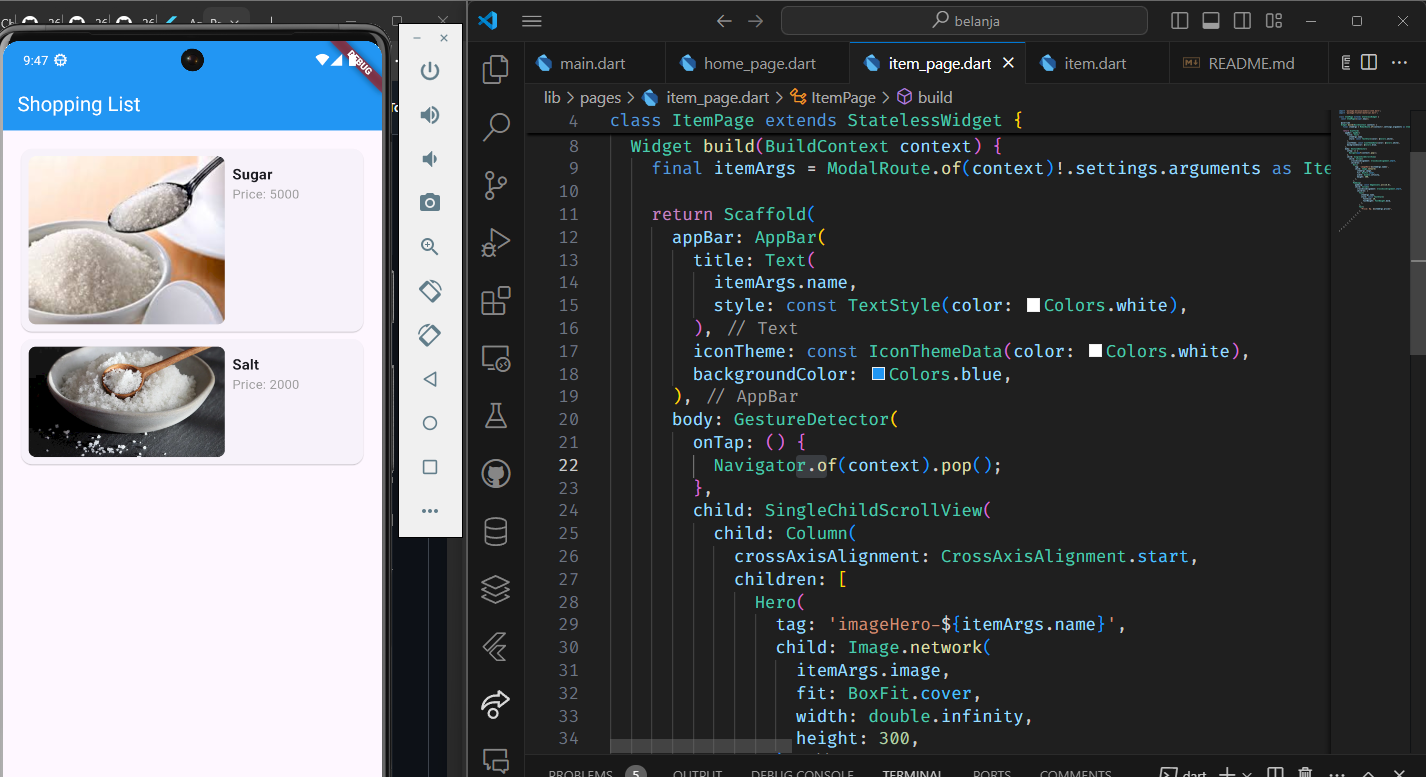 9:47
DEBUG
Shopping List
Sugar
Price: 5000
Salt
Price: 2000
belanja
main.dart
home_page.dart
item_page.dart
item.dart
README.md
lib > pages > item_page.dart > ItemPage > build
4 class ItemPage extends StatelessWidget {
8 Widget build(BuildContext context) {
9 final itemArgs = ModalRoute.of(context)!.settings.arguments as Ite
10
11 return Scaffold(
12 appBar: AppBar(
13 title: Text(
14 itemArgs.name,
15 style: const TextStyle(color: Colors.white),
16 ), // Text
17 iconTheme: const IconThemeData(color: Colors.white),
18 backgroundColor: Colors.blue,
19 ), // AppBar
20 body: GestureDetector(
21 onTap: () {
22 Navigator.of(context).pop();
23 },
24 child: SingleChildScrollView(
25 child: Column(
26 crossAxisAlignment: CrossAxisAlignment.start,
27 children: [
28 Hero(
29 tag: 'imageHero-${itemArgs.name}',
30 child: Image.network(
31 itemArgs.image,
32 fit: BoxFit.cover,
33 width: double.infinity,
34 height: 300,
PROBLEMS 5 OUTPUT DEBUG CONSOLE TERMINAL PORTS COMMENTS dart